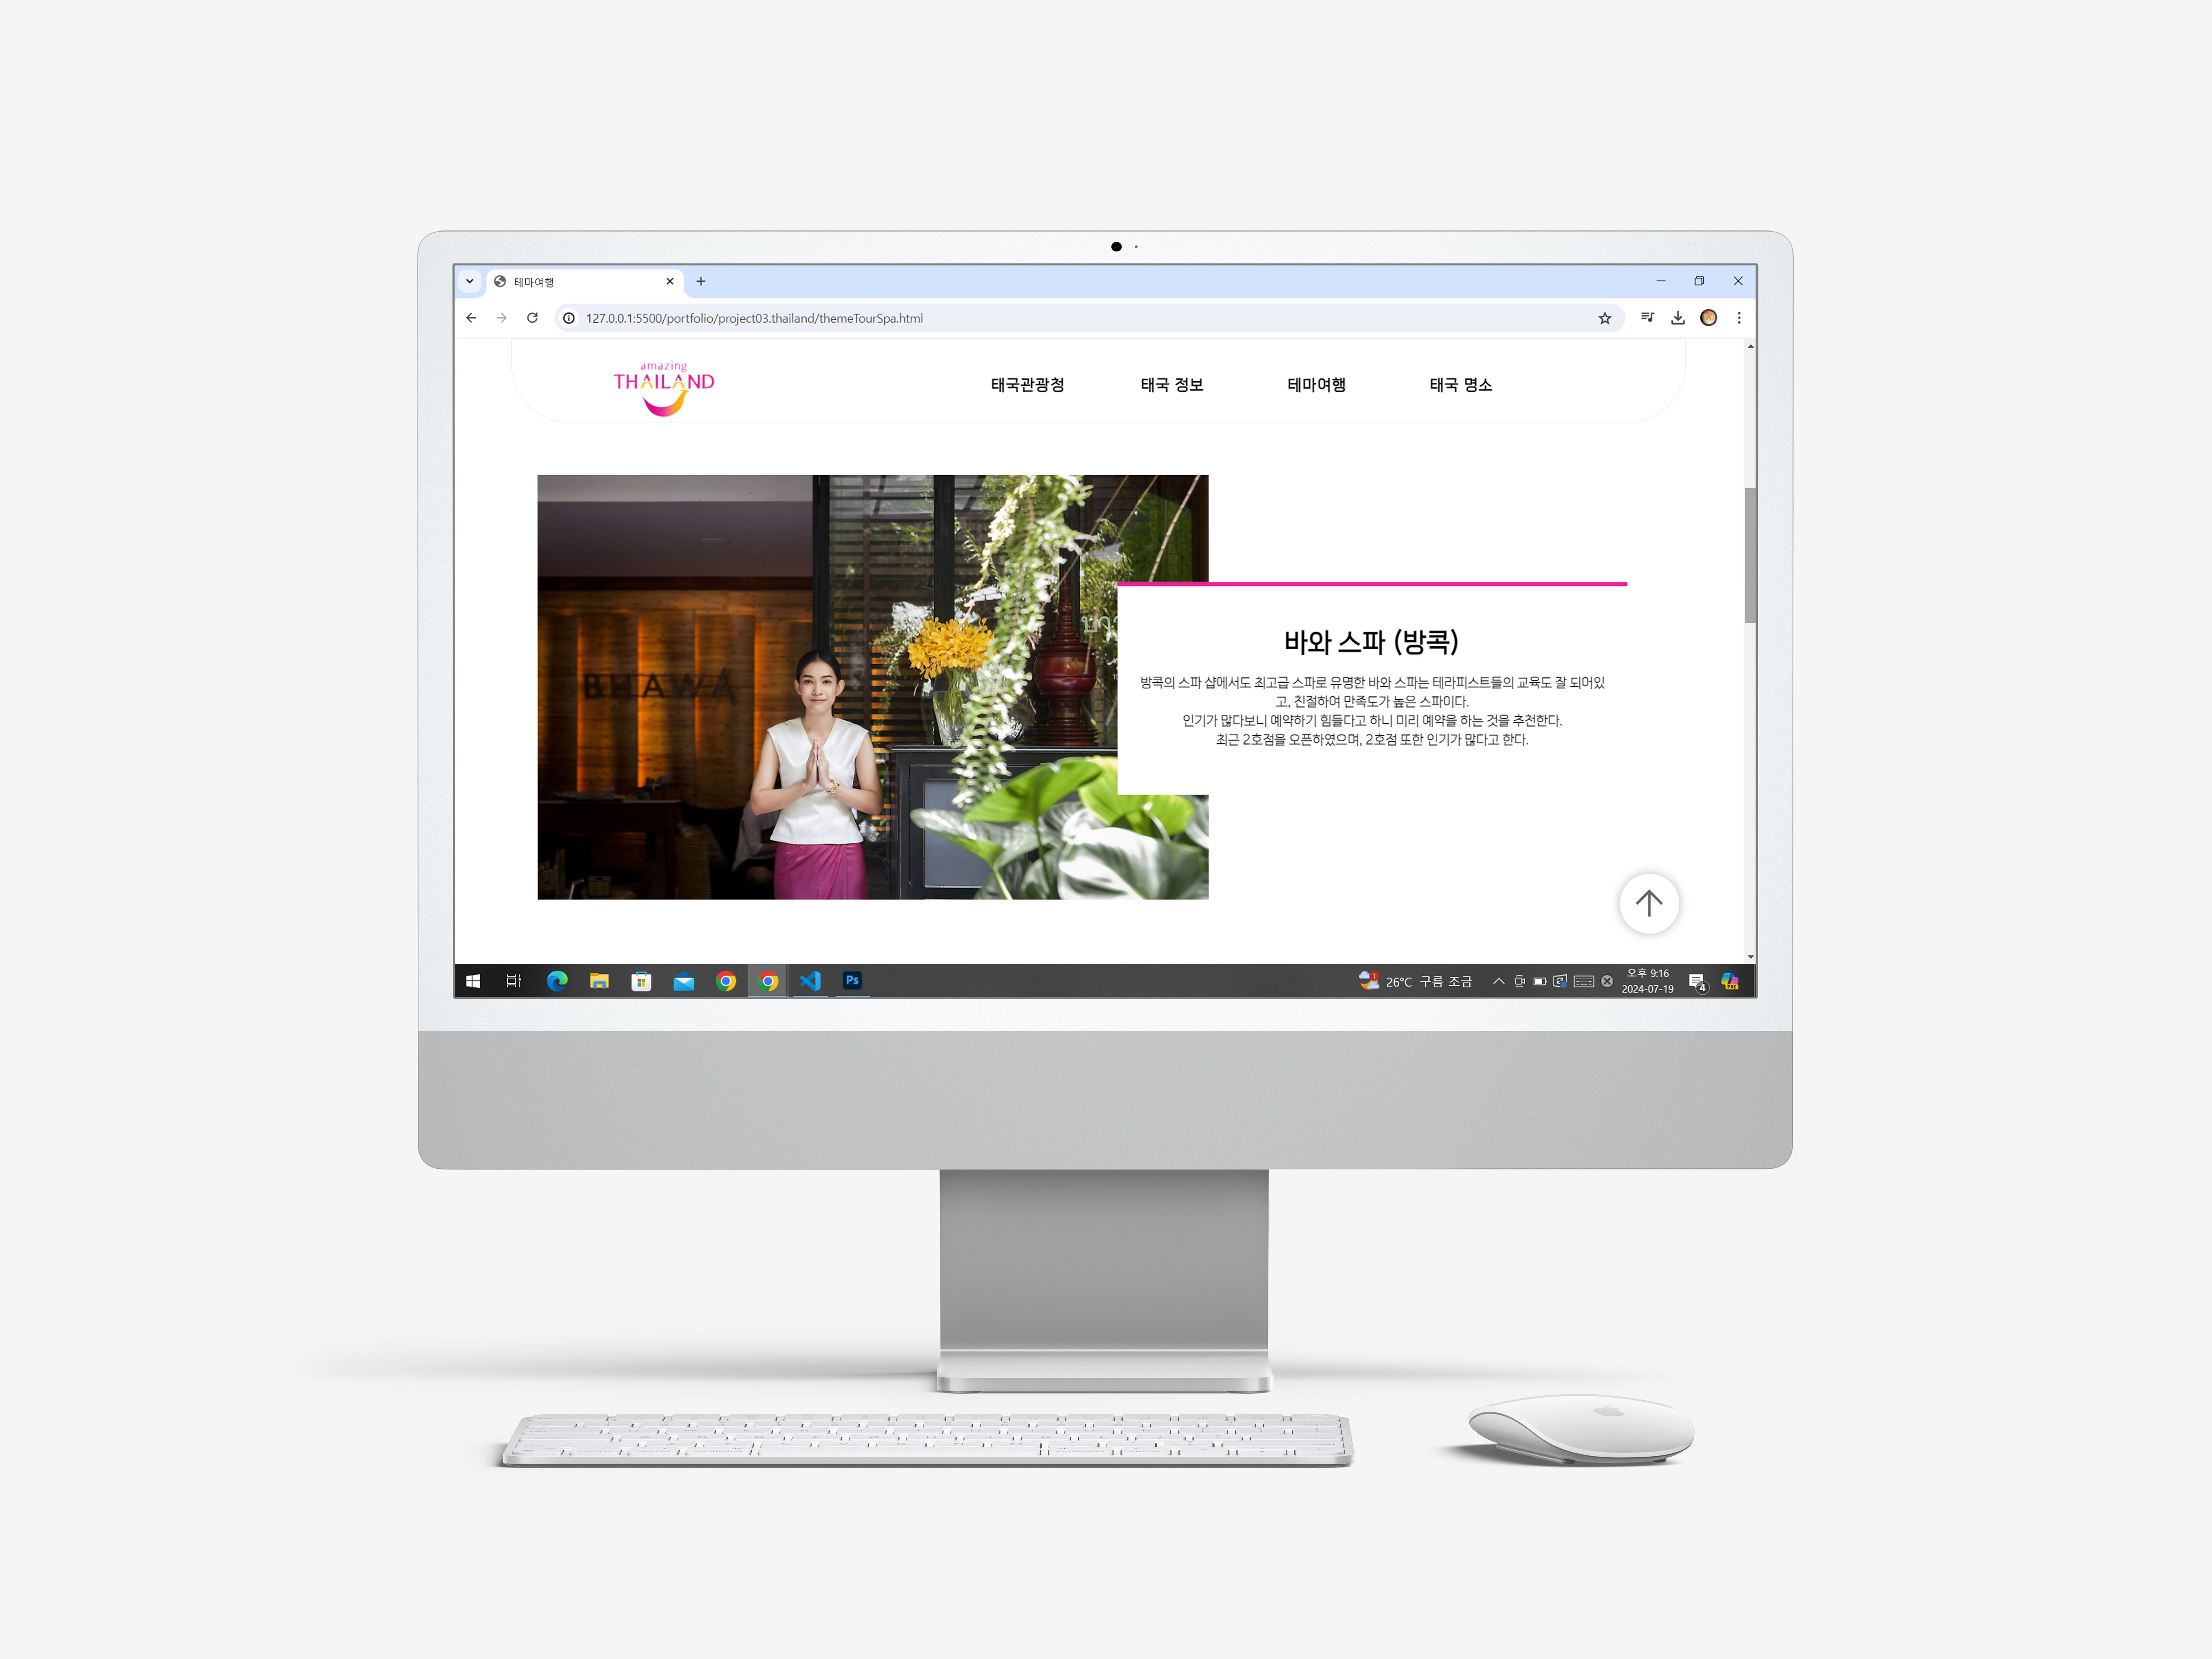 테마여행
127.0.0.1:5500/portfolio/project03.thailand/themeTourSpa.html
amazing
THAILAND
태국관광청
태국 정보
테마여행
태국 명소
BHAWA
바와 스파 (방콕)
방콕의 스파 샵에서도 최고급 스파로 유명한 바와 스파는 테라피스트들의 교육도 잘 되어있
고, 친절하여 만족도가 높은 스파이다.
인기가 많다보니 예약하기 힘들다고 하니 미리 예약을 하는 것을 추천한다.
최근 2호점을 오픈하였으며, 2호점 또한 인기가 많다고 한다.
Ps
1
26°C 구름 조금
오후 9:16
2024-07-19
4
PRE